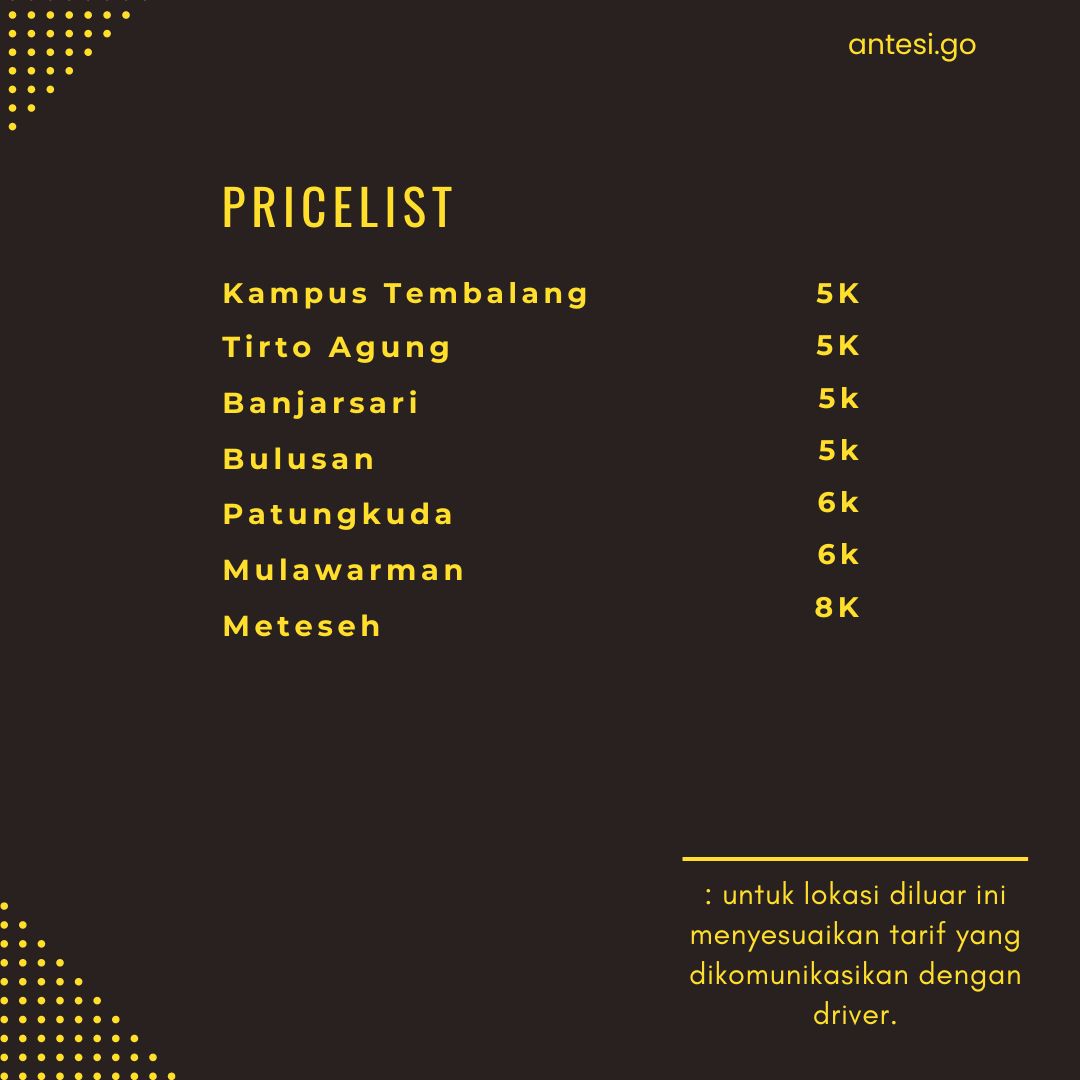 antesi.go
PRICELIST
Kampus Tembalang 5K
Tirto Agung 5K
Banjarsari 5k
Bulusan 5k
Patungkuda 6k
Mulawarman 6k
Meteseh 8K
: untuk lokasi diluar ini
menyesuaikan tarif yang
dikomunikasikan dengan
driver.